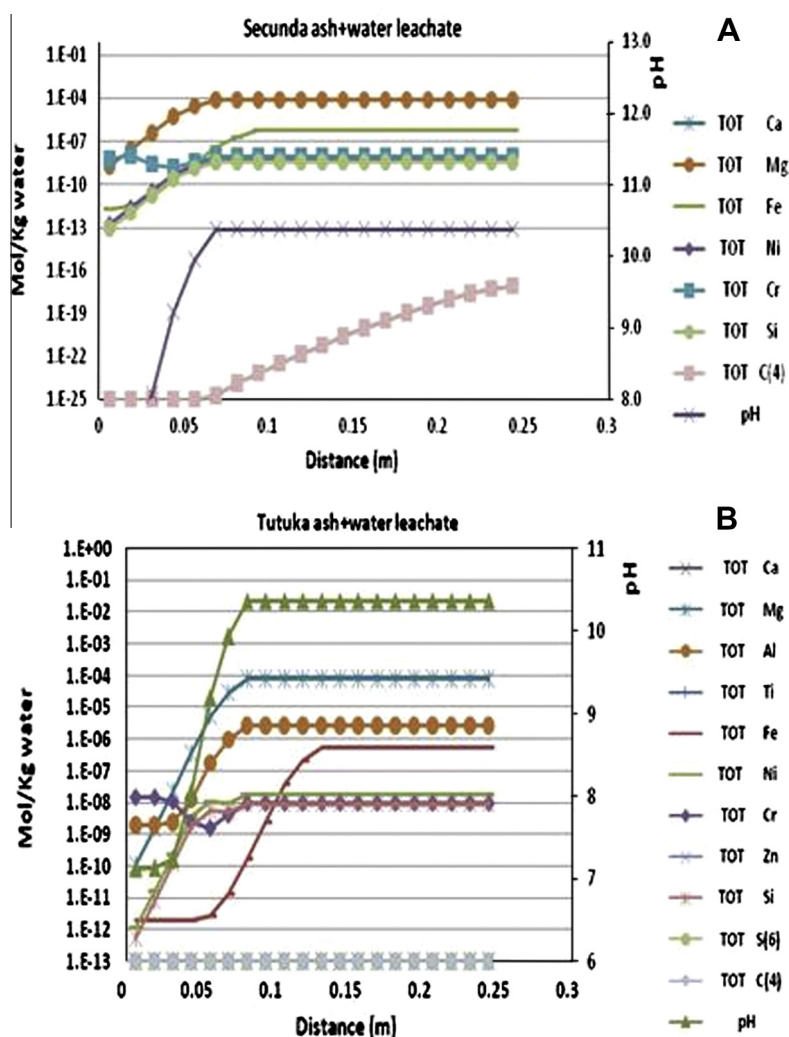 Secunda ash+water leachate
A
1.E-01
1.E-04
1.E-07
1.E-10
1.E-13
1.E-16
1.E-19
1.E-22
1.E-25
Mol/Kg water
13.0
12.0
11.0
10.0
9.0
8.0
pH
0 0.05 0.1 0.15 0.2 0.25 0.3
Distance (m)
TOT Ca
TOT Mg
TOT Fe
TOT Ni
TOT Cr
TOT Si
TOT C(4)
pH
Tutuka ash+water leachate
B
1.E+00
1.E-01
1.E-02
1.E-03
1.E-04
1.E-05
1.E-06
1.E-07
1.E-08
1.E-09
1.E-10
1.E-11
1.E-12
1.E-13
Mol/Kg water
11
10
9
8
7
6
pH
0 0.05 0.1 0.15 0.2 0.25 0.3
Distance (m)
TOT Ca
TOT Mg
TOT Al
TOT Ti
TOT Fe
TOT Ni
TOT Cr
TOT Zn
TOT Si
TOT S(6)
TOT C(4)
pH